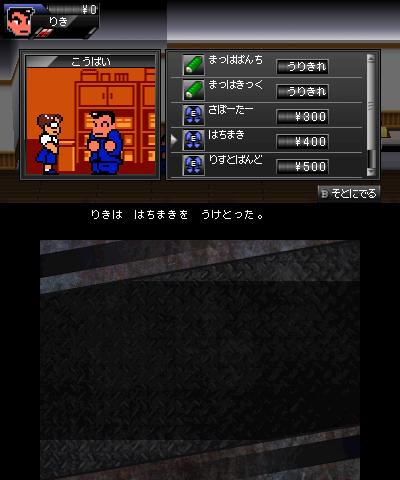 ¥0
りき
こうばい
まっはぱんち うりきれ
まっはきっく うりきれ
さぽーたー ¥300
はちまき ¥400
りすとばんど ¥500
B そとにでる
りきは はちまきを うけとった。